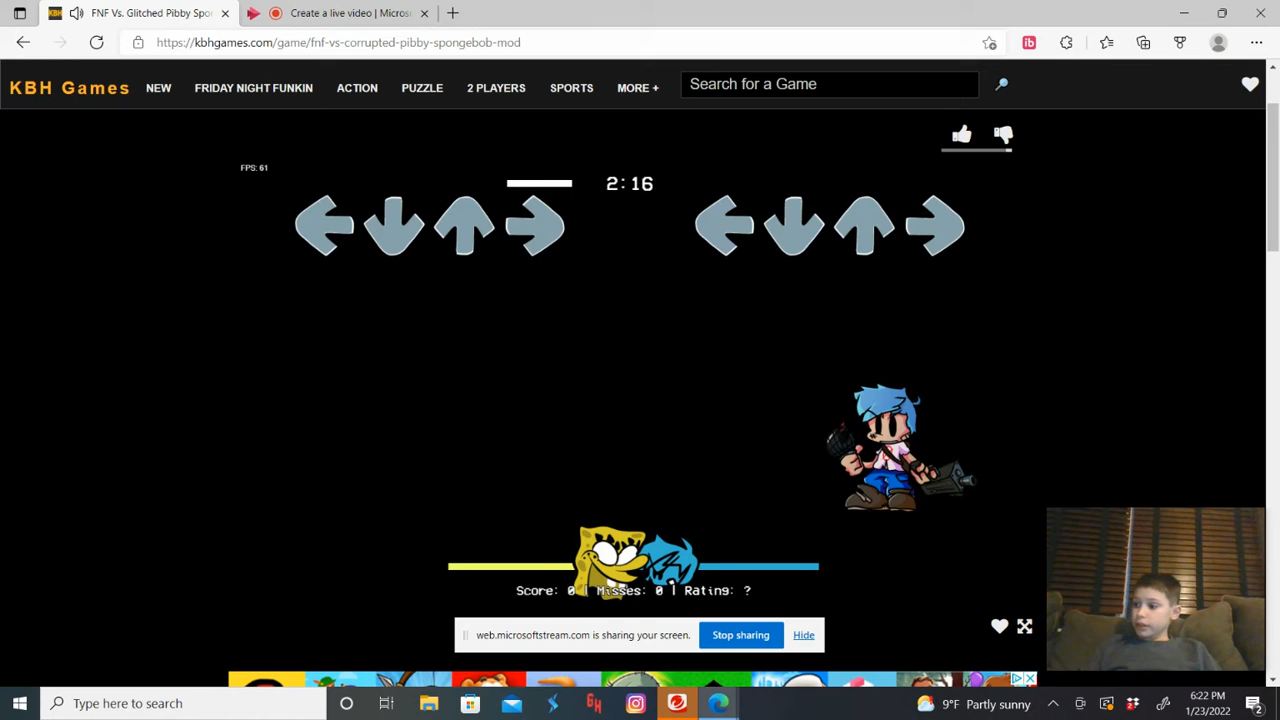 FNF Vs. Glitched Pibby Spo
Create a live video | Micros
https://kbhgames.com/game/fnf-vs-corrupted-pibby-spongebob-mod
KBH Games
NEW
FRIDAY NIGHT FUNKIN
ACTION
PUZZLE
2 PLAYERS
SPORTS
MORE +
Search for a Game
FPS: 61
2:16
Score: 0 | Misses: 0 | Rating: ?
web.microsoftstream.com is sharing your screen.
Stop sharing
Hide
Type here to search
9°F Partly sunny
6:22 PM
1/23/2022
2